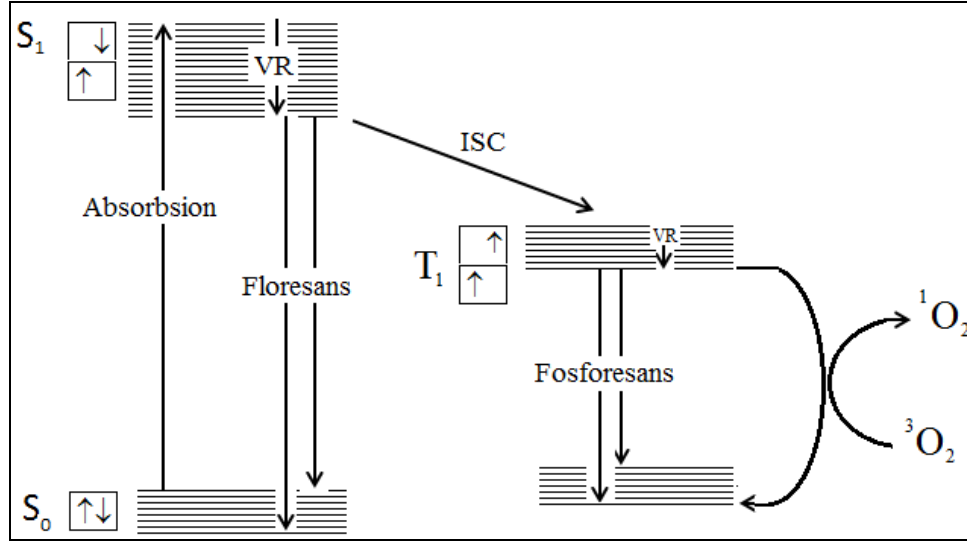 S₁
↓
↑
VR
ISC
Absorbsion
Floresans
T₁
↑
↑
VR
¹O₂
Fosforesans
³O₂
S₀
↑↓